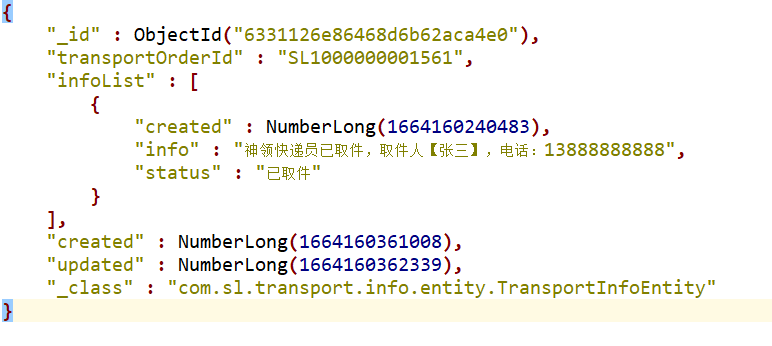 {
    "_id" : ObjectId("6331126e86468d6b62aca4e0"),
    "transportOrderId" : "SL1000000001561",
    "infoList" : [
        {
            "created" : NumberLong(1664160240483),
            "info" : "神领快递员已取件，取件人【张三】，电话：13888888888",
            "status" : "已取件"
        }
    ],
    "created" : NumberLong(1664160361008),
    "updated" : NumberLong(1664160362339),
    "_class" : "com.sl.transport.info.entity.TransportInfoEntity"
}